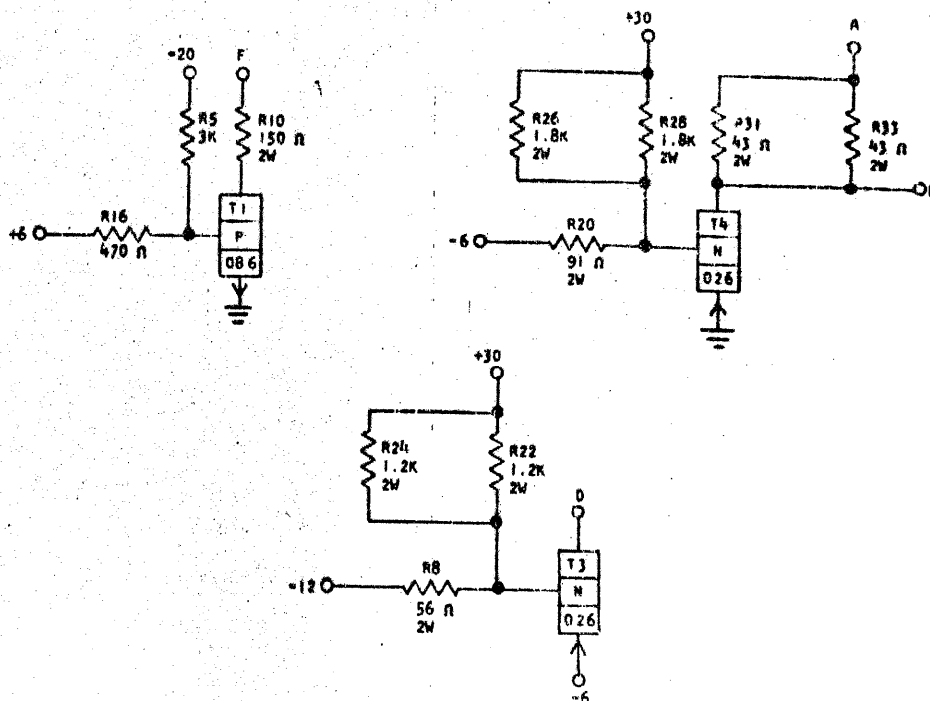 -20 F
R5
3K
R10
150 Ω
2W
T1
P
086
+6
R16
470 Ω
+30
A
R26
1.8K
2W
R28
1.8K
2W
R31
43 Ω
2W
R33
43 Ω
2W
-6
R20
91 Ω
2W
T4
N
026
+30
R24
1.2K
2W
R22
1.2K
2W
D
-12
R8
56 Ω
2W
T3
N
026
-6